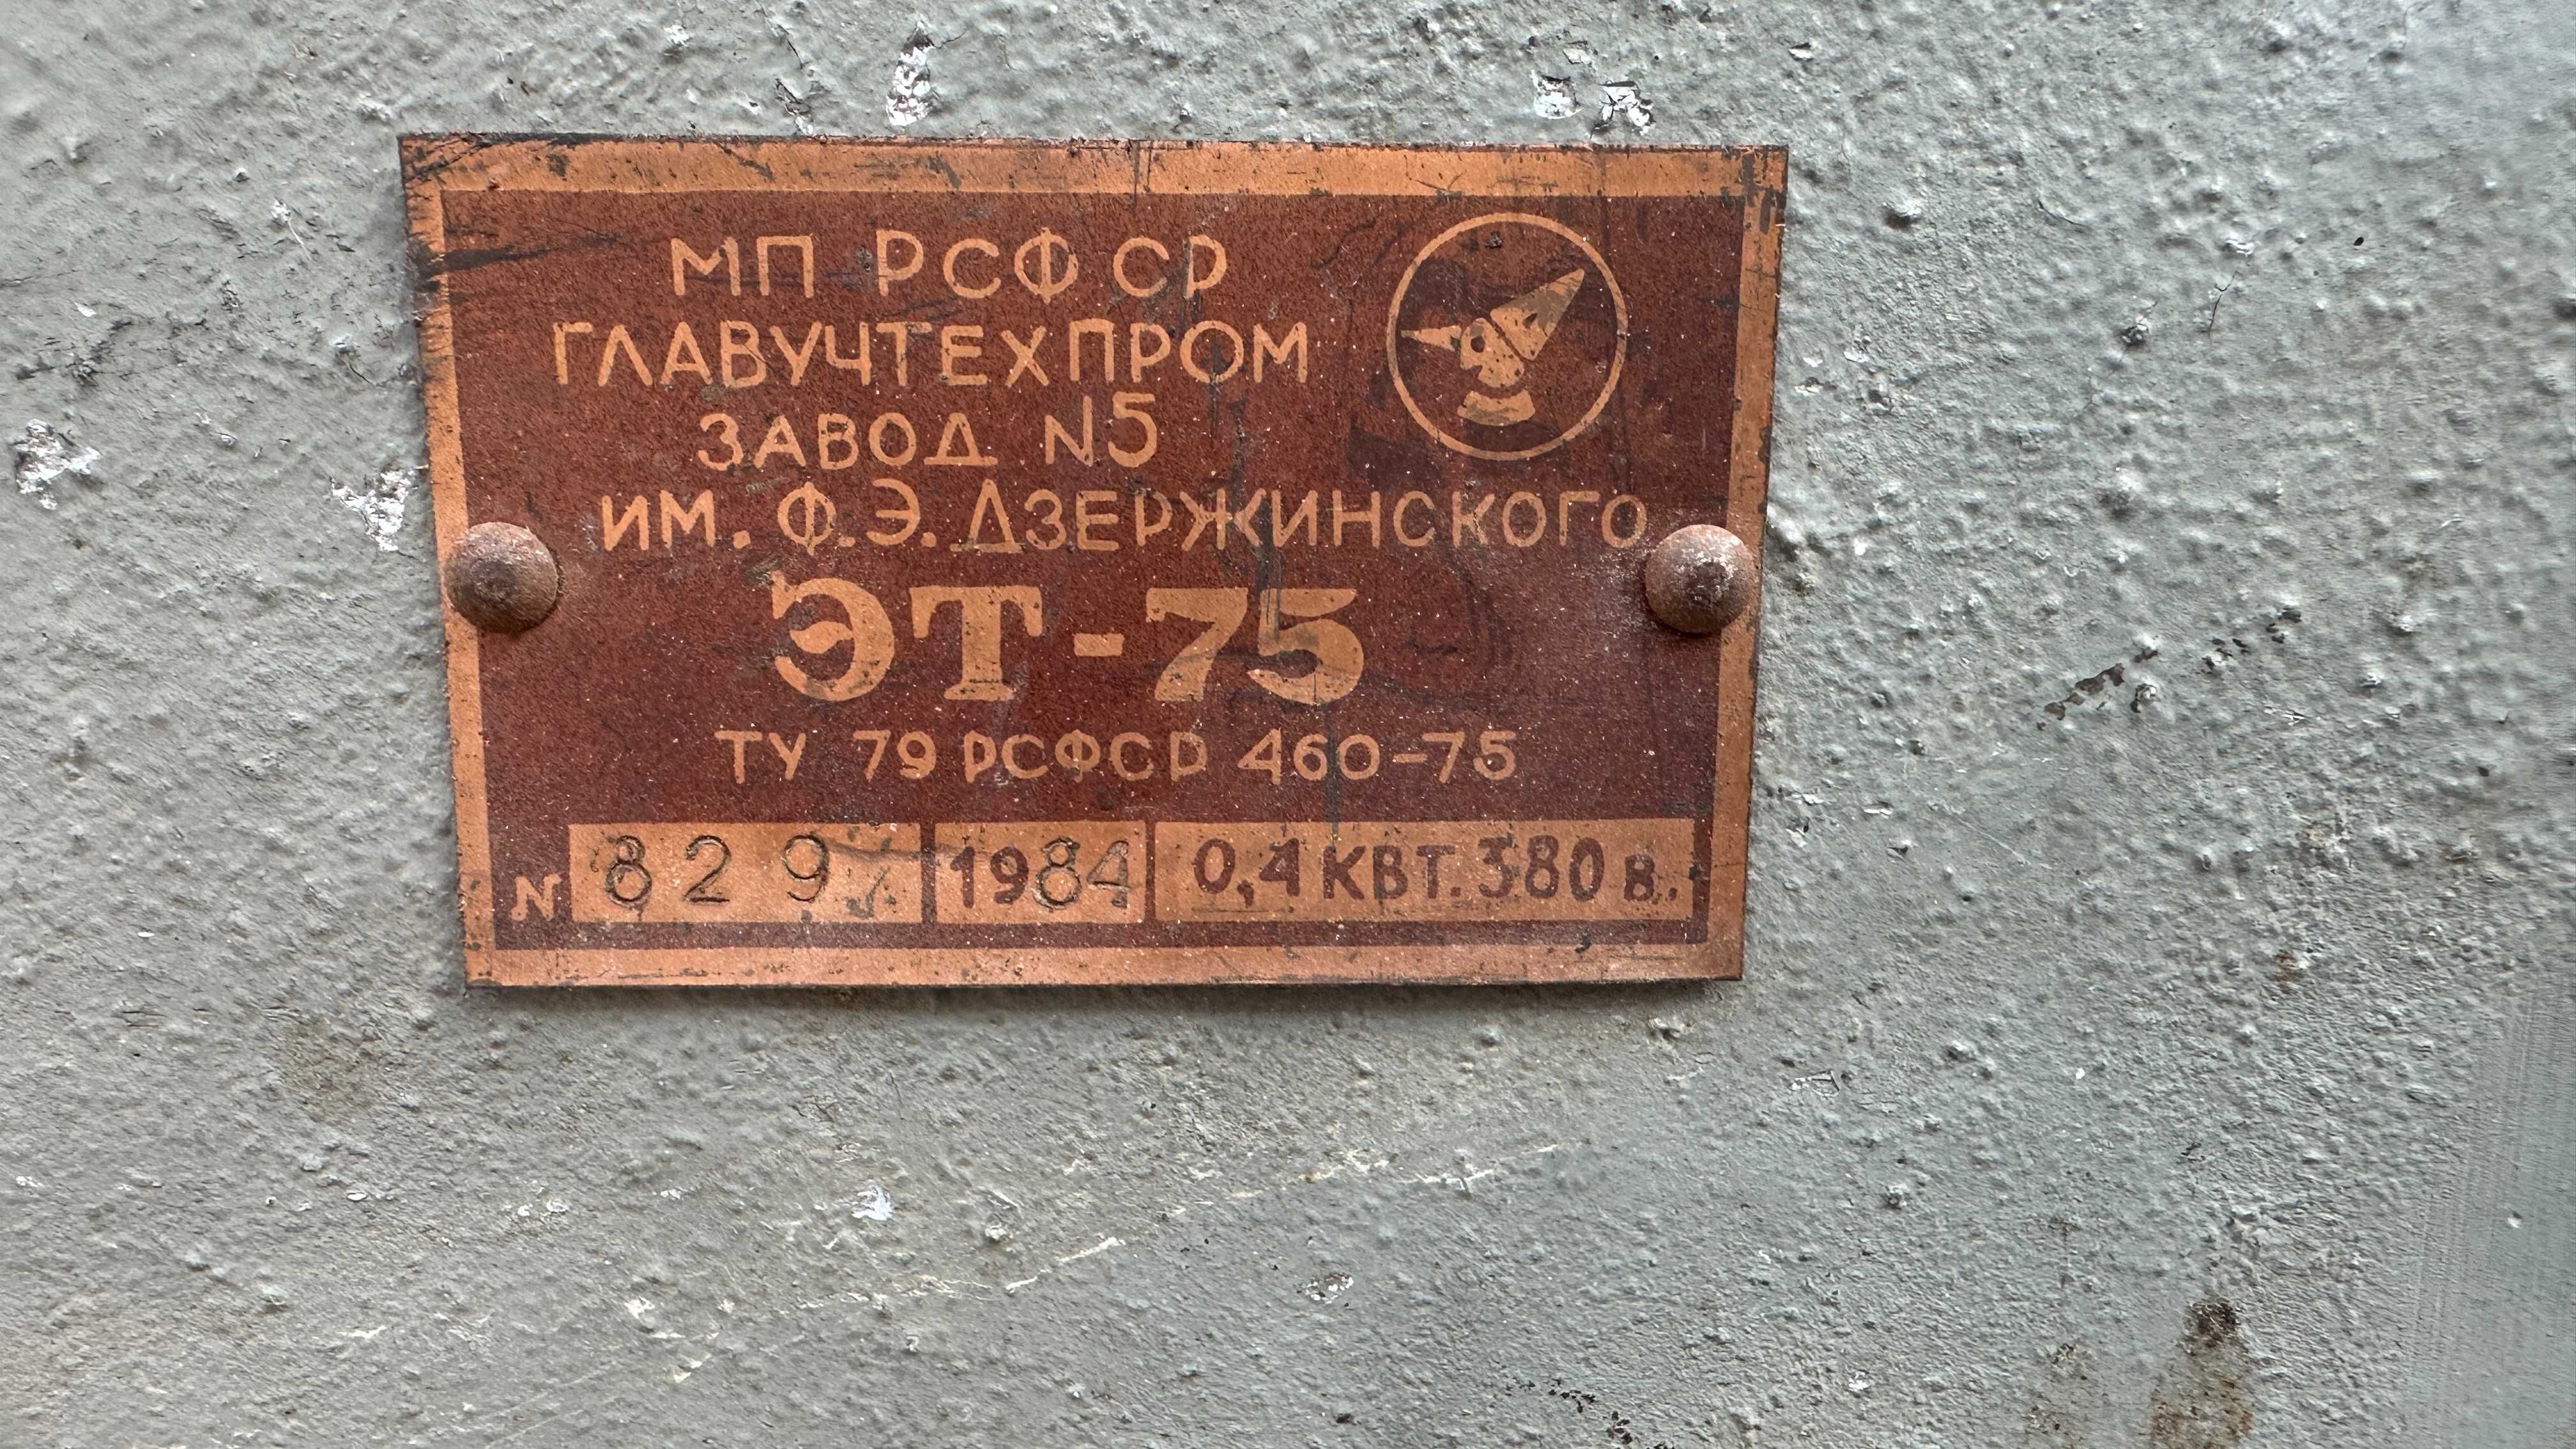 МП РСФСР
ГЛАВУЧТЕХПРОМ
ЗАВОД N5
ИМ. Ф.Э. ДЗЕРЖИНСКОГО
ЭТ-75
ТУ 79 РСФСР 460-75
N 8297 1984 0,4 КВТ. 380 В.